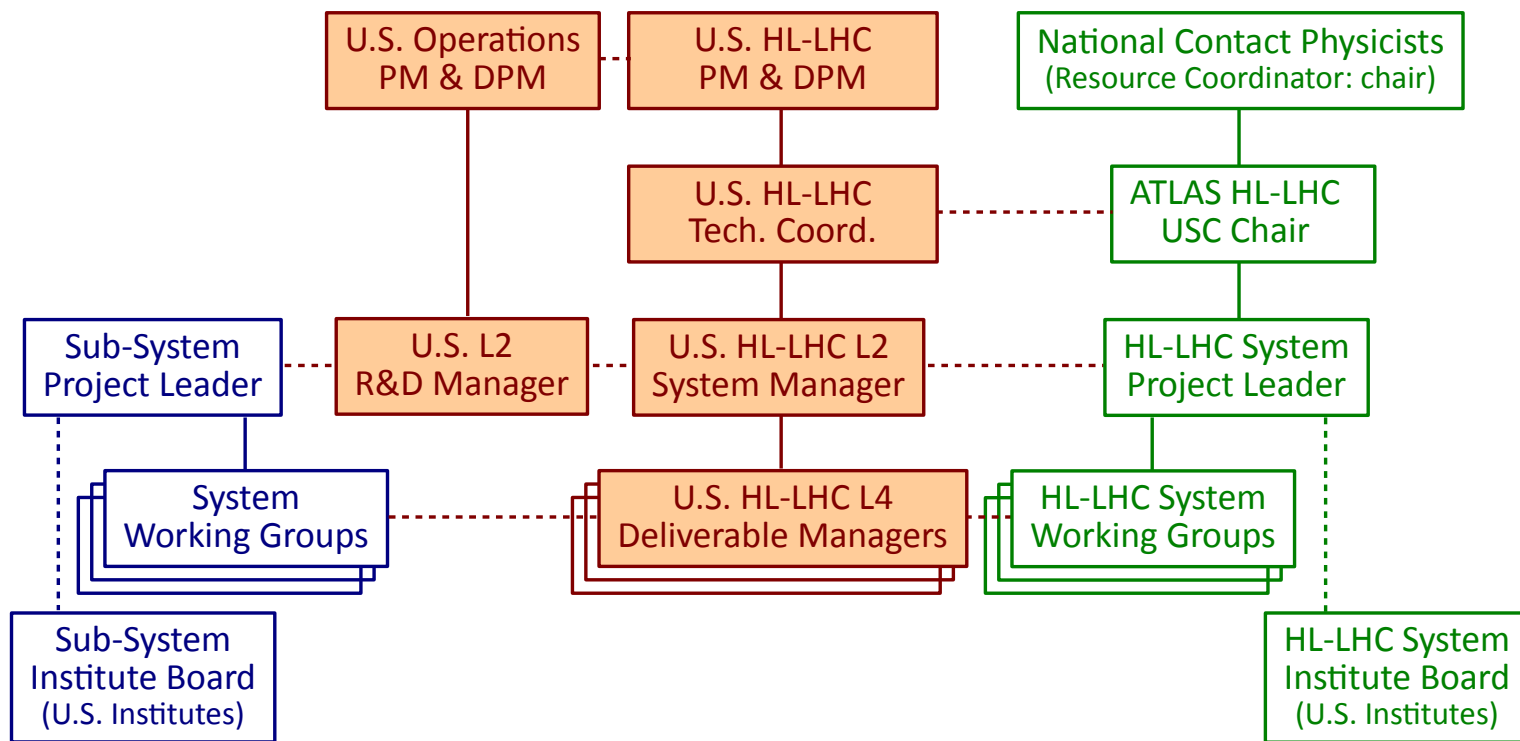 U.S. Operations
PM & DPM
U.S. HL-LHC
PM & DPM
National Contact Physicists
(Resource Coordinator: chair)
U.S. HL-LHC
Tech. Coord.
ATLAS HL-LHC
USC Chair
Sub-System
Project Leader
U.S. L2
R&D Manager
U.S. HL-LHC L2
System Manager
HL-LHC System
Project Leader
System
Working Groups
U.S. HL-LHC L4
Deliverable Managers
HL-LHC System
Working Groups
Sub-System
Institute Board
(U.S. Institutes)
HL-LHC System
Institute Board
(U.S. Institutes)